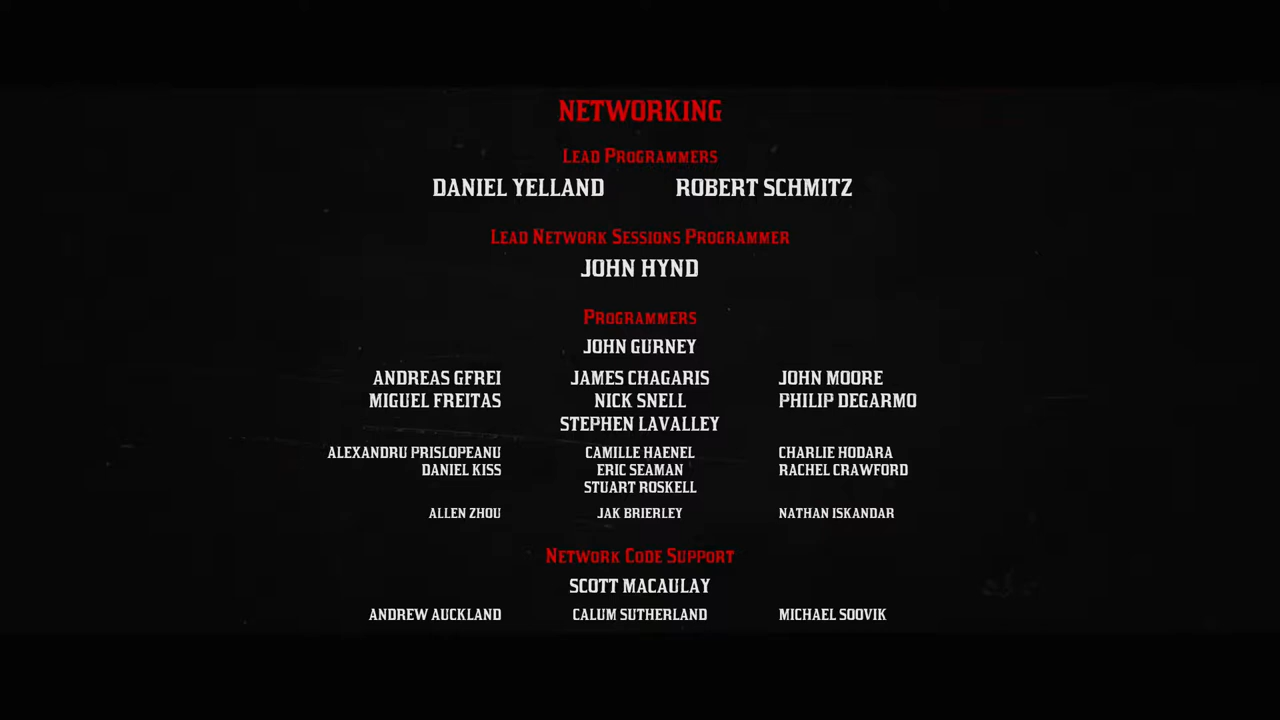 NETWORKING
LEAD PROGRAMMERS
DANIEL YELLAND ROBERT SCHMITZ
LEAD NETWORK SESSIONS PROGRAMMER
JOHN HYND
PROGRAMMERS
JOHN GURNEY
ANDREAS GFREI JAMES CHAGARIS JOHN MOORE
MIGUEL FREITAS NICK SNELL PHILIP DEGARMO
STEPHEN LAVALLEY
ALEXANDRU PRISLOPEANU CAMILLE HAENEL CHARLIE HODARA
DANIEL KISS ERIC SEAMAN RACHEL CRAWFORD
STUART ROSKELL
ALLEN ZHOU JAK BRIERLEY NATHAN ISKANDAR
NETWORK CODE SUPPORT
SCOTT MACAULAY
ANDREW AUCKLAND CALUM SUTHERLAND MICHAEL SOOVIK